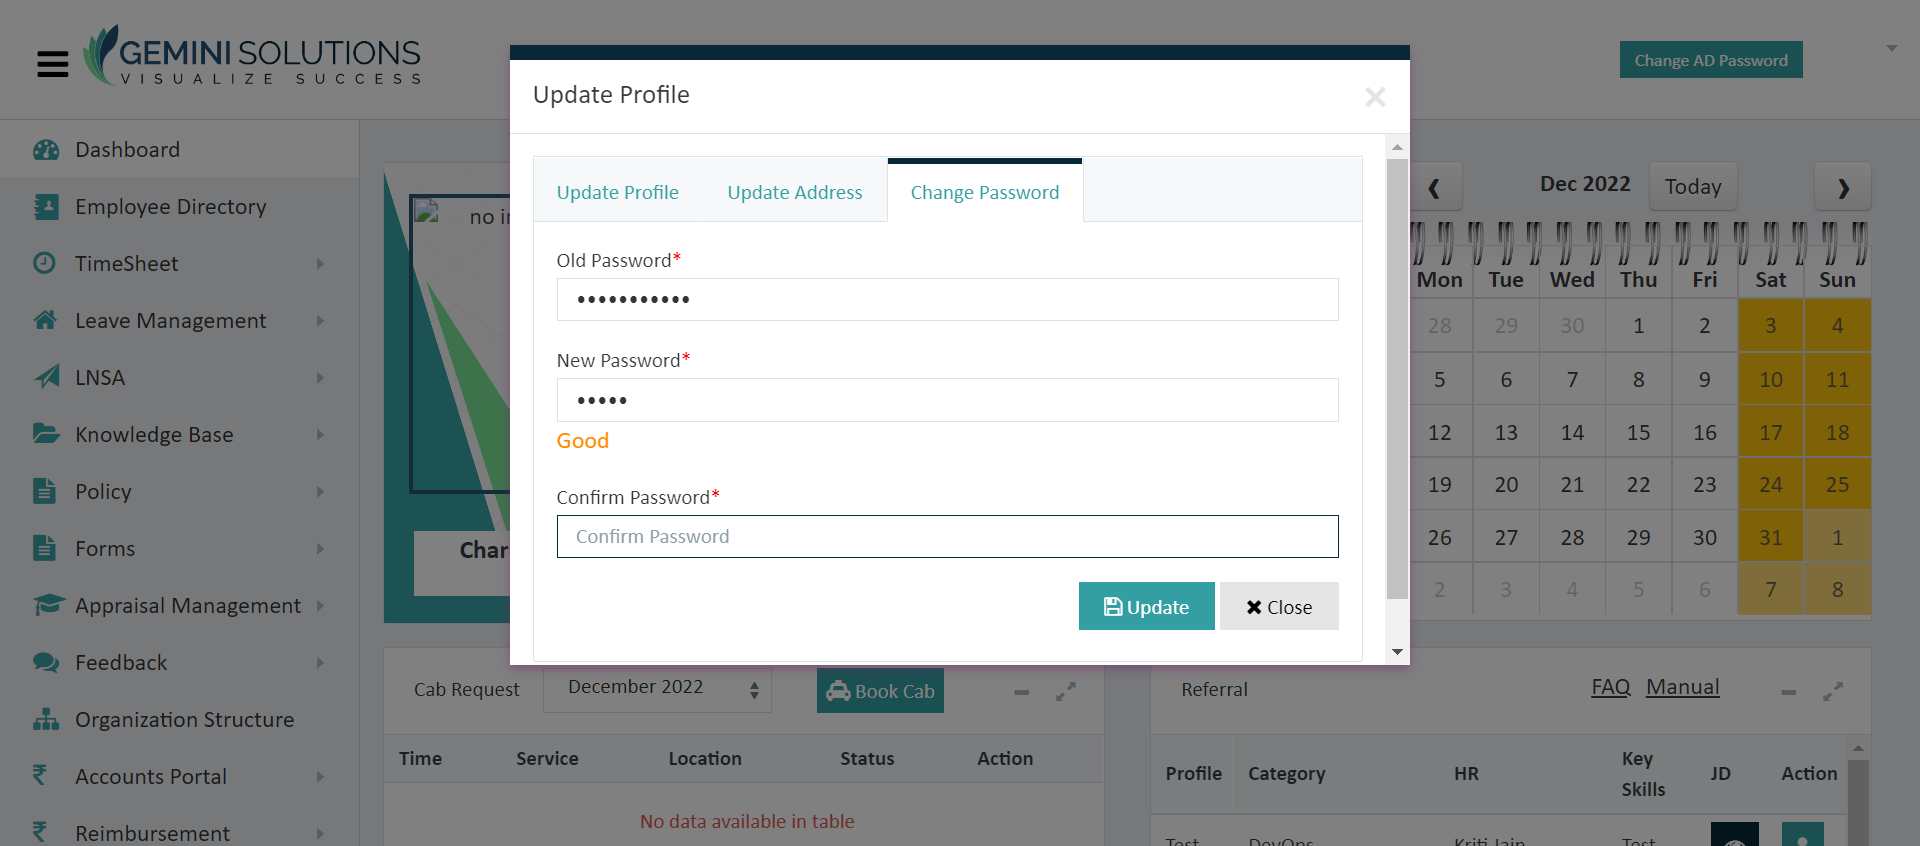 GEMINI SOLUTIONS
VISUALIZE SUCCESS
Change AD Password
Update Profile
Update Profile
Update Address
Change Password
Old Password*
•••••••••••
New Password*
•••••
Good
Confirm Password*
Confirm Password
Update
Close
Dashboard
Employee Directory
TimeSheet
Leave Management
LNSA
Knowledge Base
Policy
Forms
Appraisal Management
Feedback
Organization Structure
Accounts Portal
Reimbursement
no
Char
Dec 2022
Today
Mon Tue Wed Thu Fri Sat Sun
28 29 30 1 2 3 4
5 6 7 8 9 10 11
12 13 14 15 16 17 18
19 20 21 22 23 24 25
26 27 28 29 30 31 1
2 3 4 5 6 7 8
Cab Request
December 2022
Book Cab
Time Service Location Status Action
No data available in table
Referral
FAQ Manual
Profile Category HR Key Skills JD Action
Test DevOps Kriti Jain Test